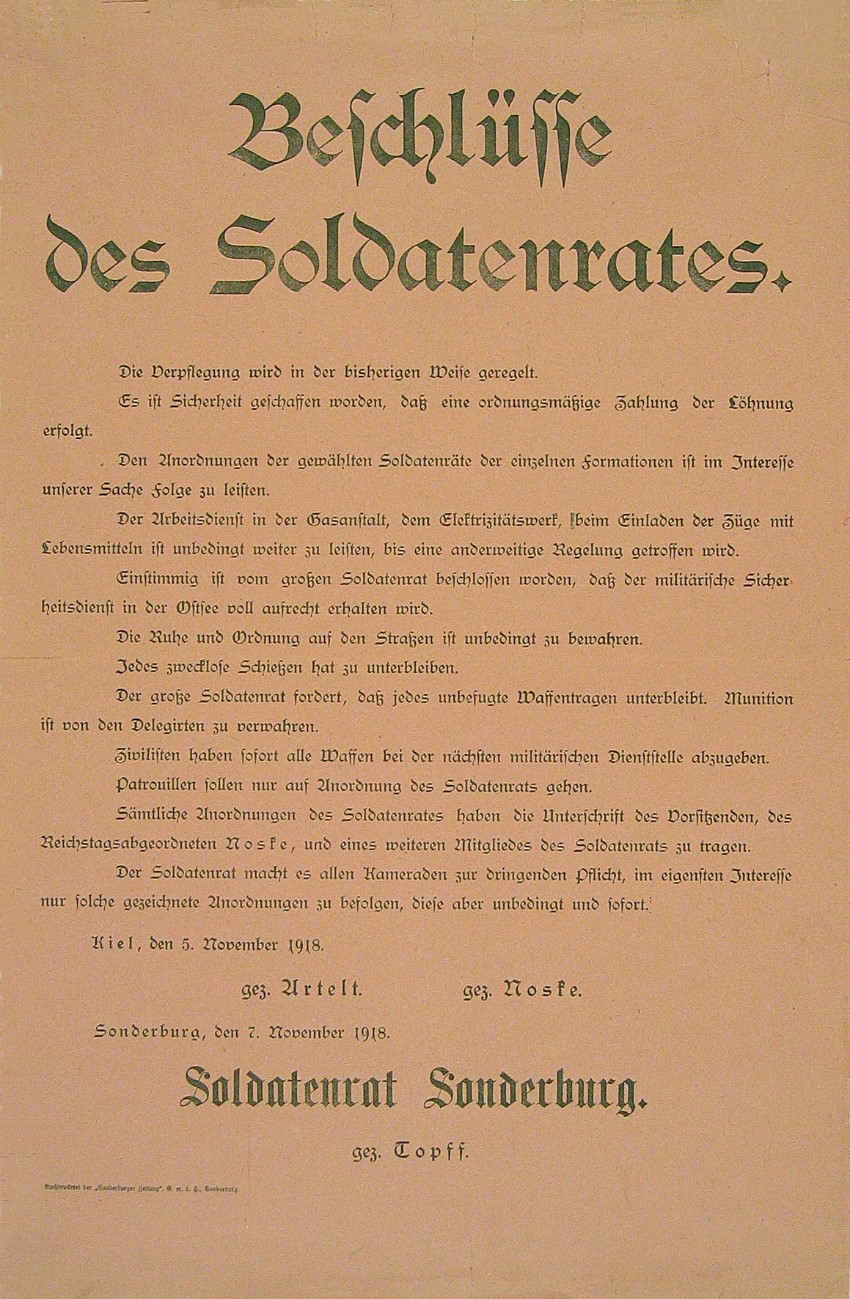 Beschlüsse
des Soldatenrates.
Die Verpflegung wird in der bisherigen Weise geregelt.
Es ist Sicherheit geschaffen worden, daß eine ordnungsmäßige Zahlung der Löhnung
erfolgt.
Den Anordnungen der gewählten Soldatenräte der einzelnen Formationen ist im Interesse
unserer Sache Folge zu leisten.
Der Arbeitsdienst in der Gasanstalt, dem Elektrizitätswerk, beim Einladen der Züge mit
Lebensmitteln ist unbedingt weiter zu leisten, bis eine anderweitige Regelung getroffen wird.
Einstimmig ist vom großen Soldatenrat beschlossen worden, daß der militärische Sicher-
heitsdienst in der Ostsee voll aufrecht erhalten wird.
Die Ruhe und Ordnung auf den Straßen ist unbedingt zu bewahren.
Jedes zwecklose Schießen hat zu unterbleiben.
Der große Soldatenrat fordert, daß jedes unbefugte Waffentragen unterbleibt. Munition
ist von den Delegirten zu verwahren.
Zivilisten haben sofort alle Waffen bei der nächsten militärischen Dienststelle abzugeben.
Patrouillen sollen nur auf Anordnung des Soldatenrats gehen.
Sämtliche Anordnungen des Soldatenrates haben die Unterschrift des Vorsitzenden, des
Reichstagsabgeordneten Noske, und eines weiteren Mitgliedes des Soldatenrats zu tragen.
Der Soldatenrat macht es allen Kameraden zur dringenden Pflicht, im eigensten Interesse
nur solche gezeichnete Anordnungen zu befolgen, diese aber unbedingt und sofort.
Kiel, den 5. November 1918.
gez. Artelt. gez. Noske.
Sonderburg, den 7. November 1918.
Soldatenrat Sonderburg.
gez. Topff.
Buchdruckerei der „Sonderburger Zeitung", G. m. b. H., Sonderburg.